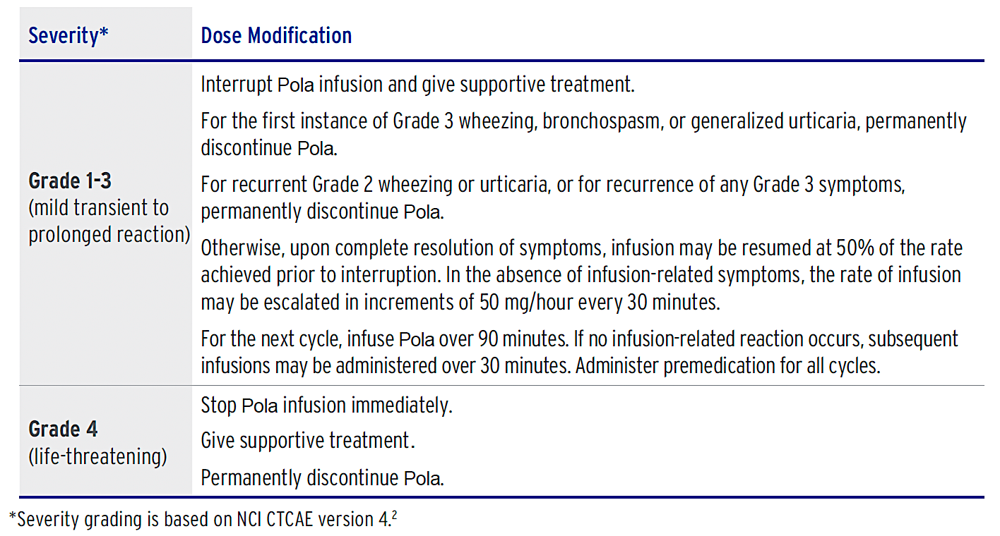 Severity*
Dose Modification
Grade 1-3
(mild transient to
prolonged reaction)
Interrupt Pola infusion and give supportive treatment.
For the first instance of Grade 3 wheezing, bronchospasm, or generalized urticaria, permanently
discontinue Pola.
For recurrent Grade 2 wheezing or urticaria, or for recurrence of any Grade 3 symptoms,
permanently discontinue Pola.
Otherwise, upon complete resolution of symptoms, infusion may be resumed at 50% of the rate
achieved prior to interruption. In the absence of infusion-related symptoms, the rate of infusion
may be escalated in increments of 50 mg/hour every 30 minutes.
For the next cycle, infuse Pola over 90 minutes. If no infusion-related reaction occurs, subsequent
infusions may be administered over 30 minutes. Administer premedication for all cycles.
Grade 4
(life-threatening)
Stop Pola infusion immediately.
Give supportive treatment.
Permanently discontinue Pola.
*Severity grading is based on NCI CTCAE version 4.²